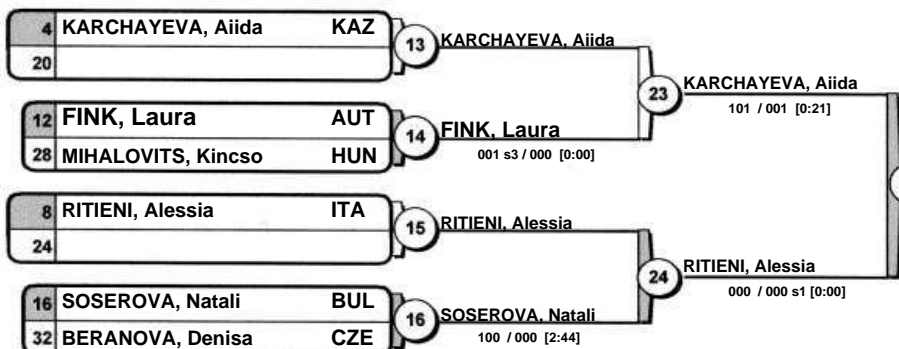 4 KARCHAYEVA, Aiida KAZ
20
13
KARCHAYEVA, Aiida
12 FINK, Laura AUT
28 MIHALOVITS, Kincso HUN
14
FINK, Laura
001 s3 / 000 [0:00]
23
KARCHAYEVA, Aiida
101 / 001 [0:21]
8 RITIENI, Alessia ITA
24
15
RITIENI, Alessia
16 SOSEROVA, Natali BUL
32 BERANOVA, Denisa CZE
16
SOSEROVA, Natali
100 / 000 [2:44]
24
RITIENI, Alessia
000 / 000 s1 [0:00]